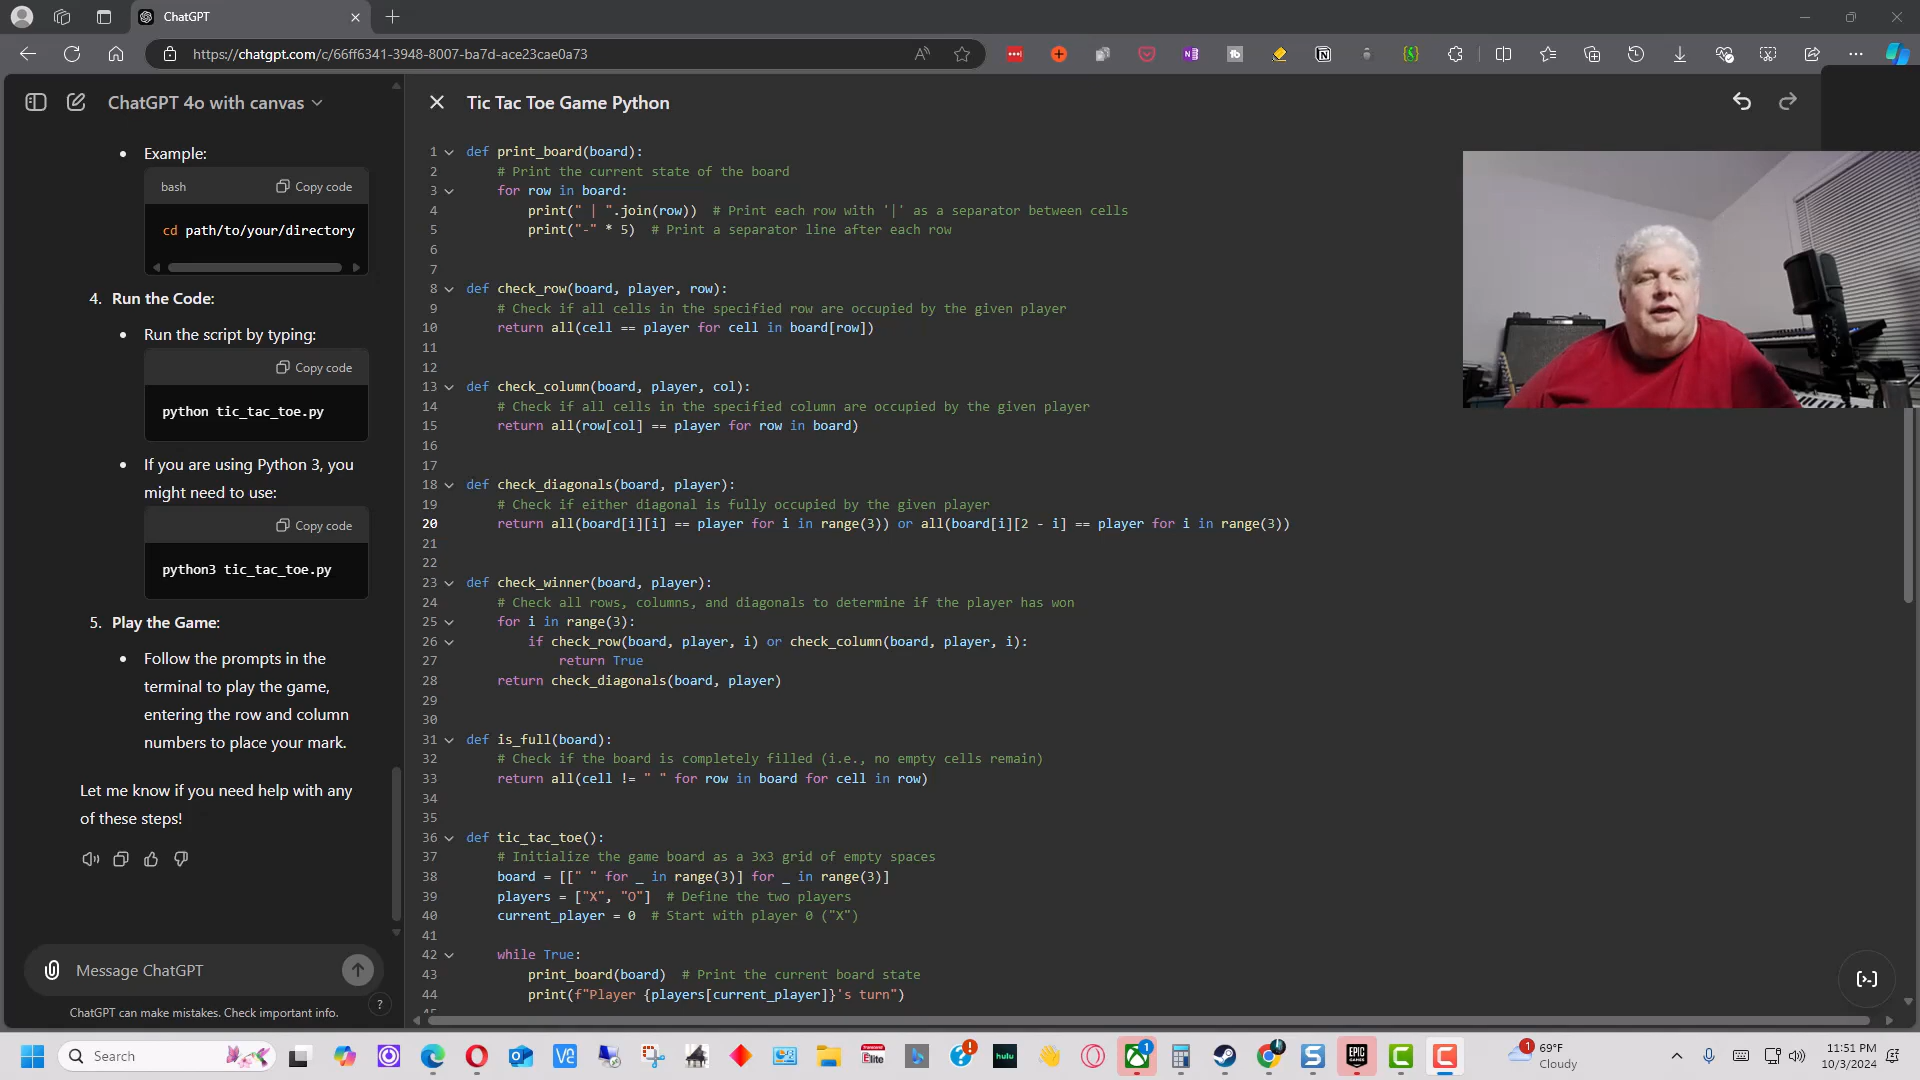 ChatGPT
https://chatgpt.com/c/66ff6341-3948-8007-ba7d-ace23cae0a73
ChatGPT 4o with canvas
Tic Tac Toe Game Python
• Example:
bash
Copy code
cd path/to/your/directory
4. Run the Code:
• Run the script by typing:
Copy code
python tic_tac_toe.py
• If you are using Python 3, you
might need to use:
Copy code
python3 tic_tac_toe.py
5. Play the Game:
• Follow the prompts in the
terminal to play the game,
entering the row and column
numbers to place your mark.
Let me know if you need help with any
of these steps!
Message ChatGPT
ChatGPT can make mistakes. Check important info.
?
1 def print_board(board):
2 # Print the current state of the board
3 for row in board:
4 print(" | ".join(row)) # Print each row with '|' as a separator between cells
5 print("-" * 5) # Print a separator line after each row
6
7
8 def check_row(board, player, row):
9 # Check if all cells in the specified row are occupied by the given player
10 return all(cell == player for cell in board[row])
11
12
13 def check_column(board, player, col):
14 # Check if all cells in the specified column are occupied by the given player
15 return all(row[col] == player for row in board)
16
17
18 def check_diagonals(board, player):
19 # Check if either diagonal is fully occupied by the given player
20 return all(board[i][i] == player for i in range(3)) or all(board[i][2 - i] == player for i in range(3))
21
22
23 def check_winner(board, player):
24 # Check all rows, columns, and diagonals to determine if the player has won
25 for i in range(3):
26 if check_row(board, player, i) or check_column(board, player, i):
27 return True
28 return check_diagonals(board, player)
29
30
31 def is_full(board):
32 # Check if the board is completely filled (i.e., no empty cells remain)
33 return all(cell != " " for row in board for cell in row)
34
35
36 def tic_tac_toe():
37 # Initialize the game board as a 3x3 grid of empty spaces
38 board = [[" " for _ in range(3)] for _ in range(3)]
39 players = ["X", "O"] # Define the two players
40 current_player = 0 # Start with player 0 ("X")
41
42 while True:
43 print_board(board) # Print the current board state
44 print(f"Player {players[current_player]}'s turn")
Search
hulu
Elite
EPIC GAMES
69°F
Cloudy
11:51 PM
10/3/2024